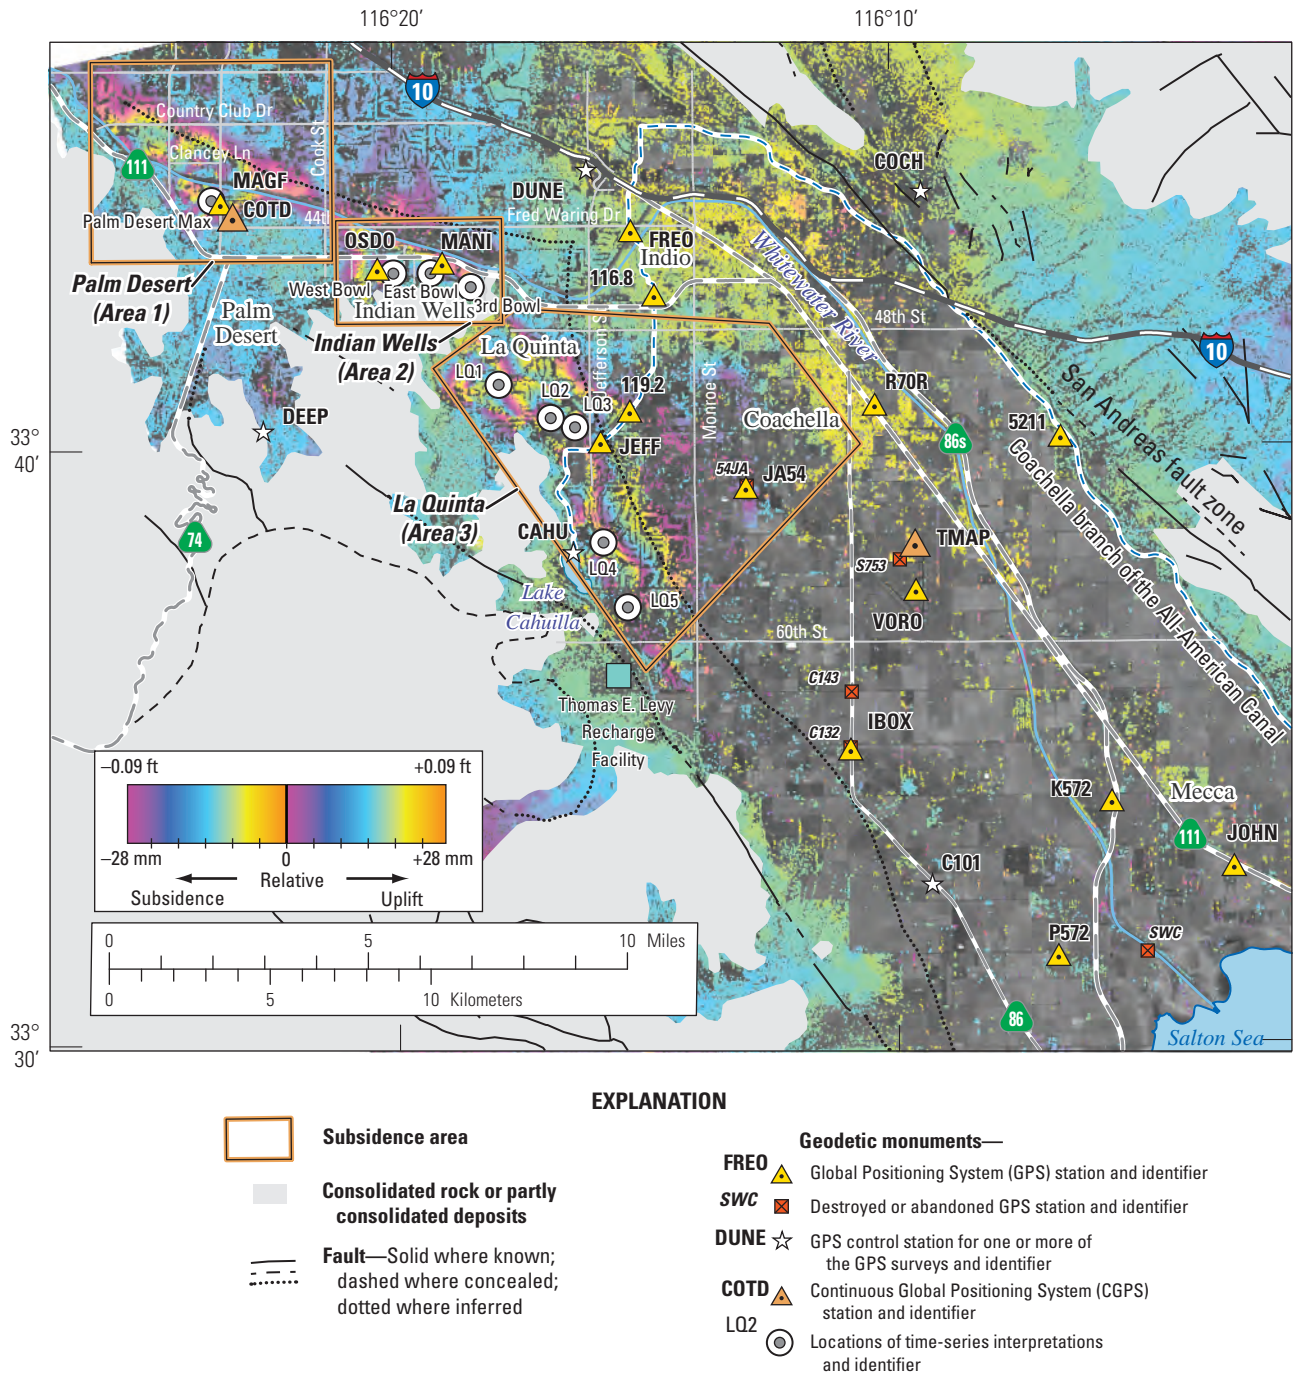 116°20′
116°10′
10
Country Club Dr
Cook St
111
Clancey Ln
MAGF
COTD
Palm Desert Max
44th
DUNE
COCH
Fred Waring Dr
FREO
Indio
Whitewater River
OSDO
MANI
116.8
West Bowl
East Bowl
3rd Bowl
Indian Wells
Palm Desert
(Area 1)
Palm
Desert
Indian Wells
(Area 2)
La Quinta
Jefferson St
48th St
10
LQ1
LQ2
LQ3
119.2
Monroe St
R70R
San Andreas fault zone
DEEP
Coachella
5211
33°
40′
JEFF
86s
54JA
JA54
Coachella branch of the All-American Canal
La Quinta
(Area 3)
74
CAHU
TMAP
S753
LQ4
Lake
Cahuilla
LQ5
VORO
60th St
Thomas E. Levy
Recharge
Facility
C143
IBOX
C132
K572
Mecca
111
JOHN
C101
P572
SWC
86
Salton Sea
–0.09 ft
+0.09 ft
–28 mm
0
+28 mm
Relative
Subsidence
Uplift
0
5
10 Miles
0
5
10 Kilometers
33°
30′
EXPLANATION
Subsidence area
Consolidated rock or partly
consolidated deposits
Fault—Solid where known;
dashed where concealed;
dotted where inferred
Geodetic monuments—
FREO
Global Positioning System (GPS) station and identifier
SWC
Destroyed or abandoned GPS station and identifier
DUNE
GPS control station for one or more of
the GPS surveys and identifier
COTD
Continuous Global Positioning System (CGPS)
station and identifier
LQ2
Locations of time-series interpretations
and identifier